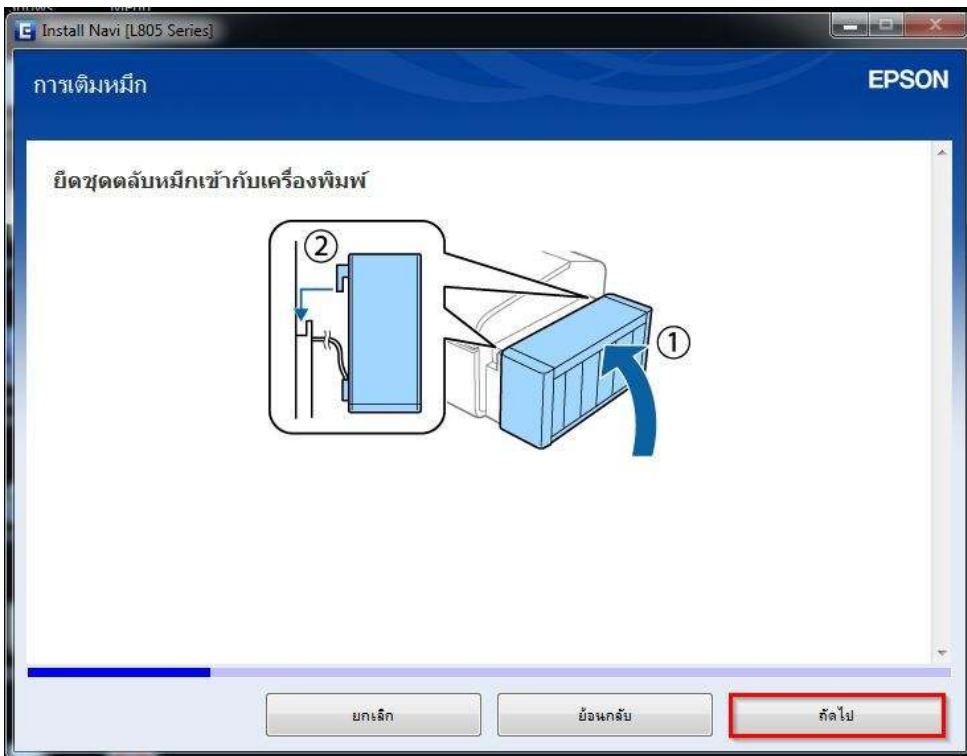 Install Navi [L805 Series]
การเติมหมึก
EPSON
ยึดชุดตลับหมึกเข้ากับเครื่องพิมพ์
②
①
ยกเลิก
ย้อนกลับ
ถัดไป